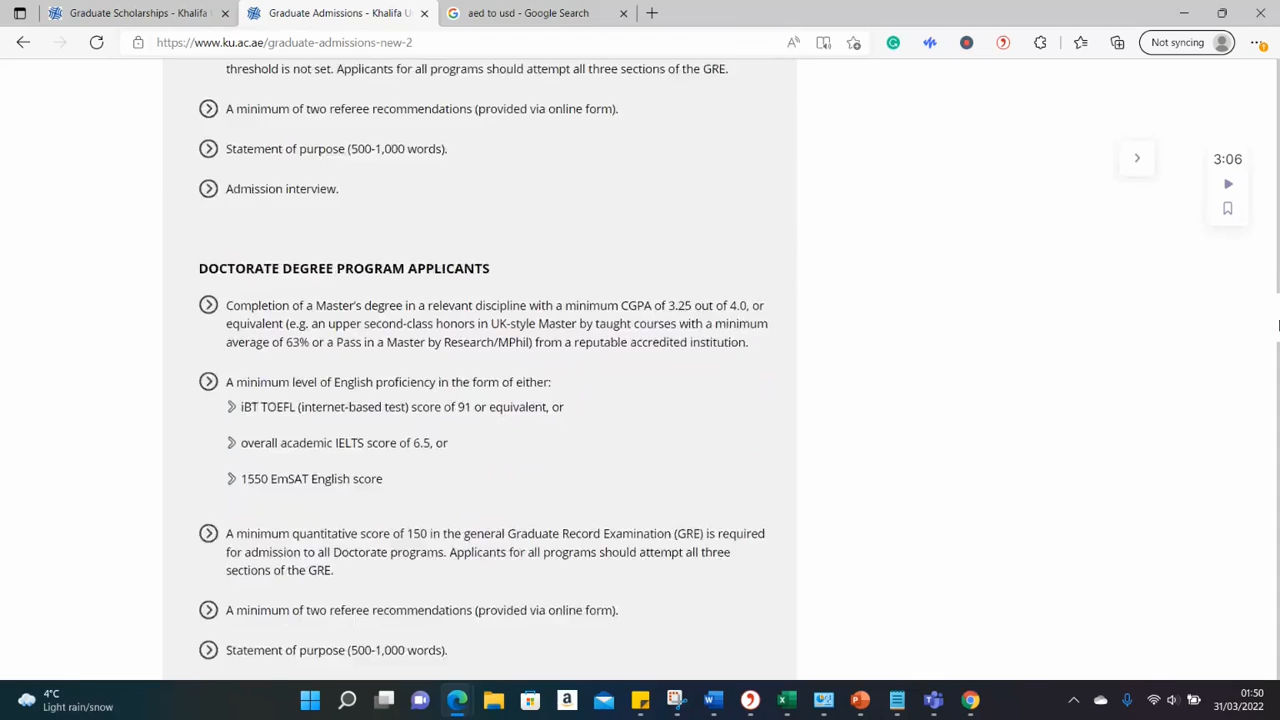 Graduate Scholarships - Khalifa
Graduate Admissions - Khalifa U
aed to usd - Google Search
https://www.ku.ac.ae/graduate-admissions-new-2
Not syncing
threshold is not set. Applicants for all programs should attempt all three sections of the GRE.
A minimum of two referee recommendations (provided via online form).
Statement of purpose (500-1,000 words).
3:06
Admission interview.
DOCTORATE DEGREE PROGRAM APPLICANTS
Completion of a Master's degree in a relevant discipline with a minimum CGPA of 3.25 out of 4.0, or
equivalent (e.g. an upper second-class honors in UK-style Master by taught courses with a minimum
average of 63% or a Pass in a Master by Research/MPhil) from a reputable accredited institution.
A minimum level of English proficiency in the form of either:
iBT TOEFL (internet-based test) score of 91 or equivalent, or
overall academic IELTS score of 6.5, or
1550 EmSAT English score
A minimum quantitative score of 150 in the general Graduate Record Examination (GRE) is required
for admission to all Doctorate programs. Applicants for all programs should attempt all three
sections of the GRE.
A minimum of two referee recommendations (provided via online form).
Statement of purpose (500-1,000 words).
4°C
Light rain/snow
01:50
31/03/2022